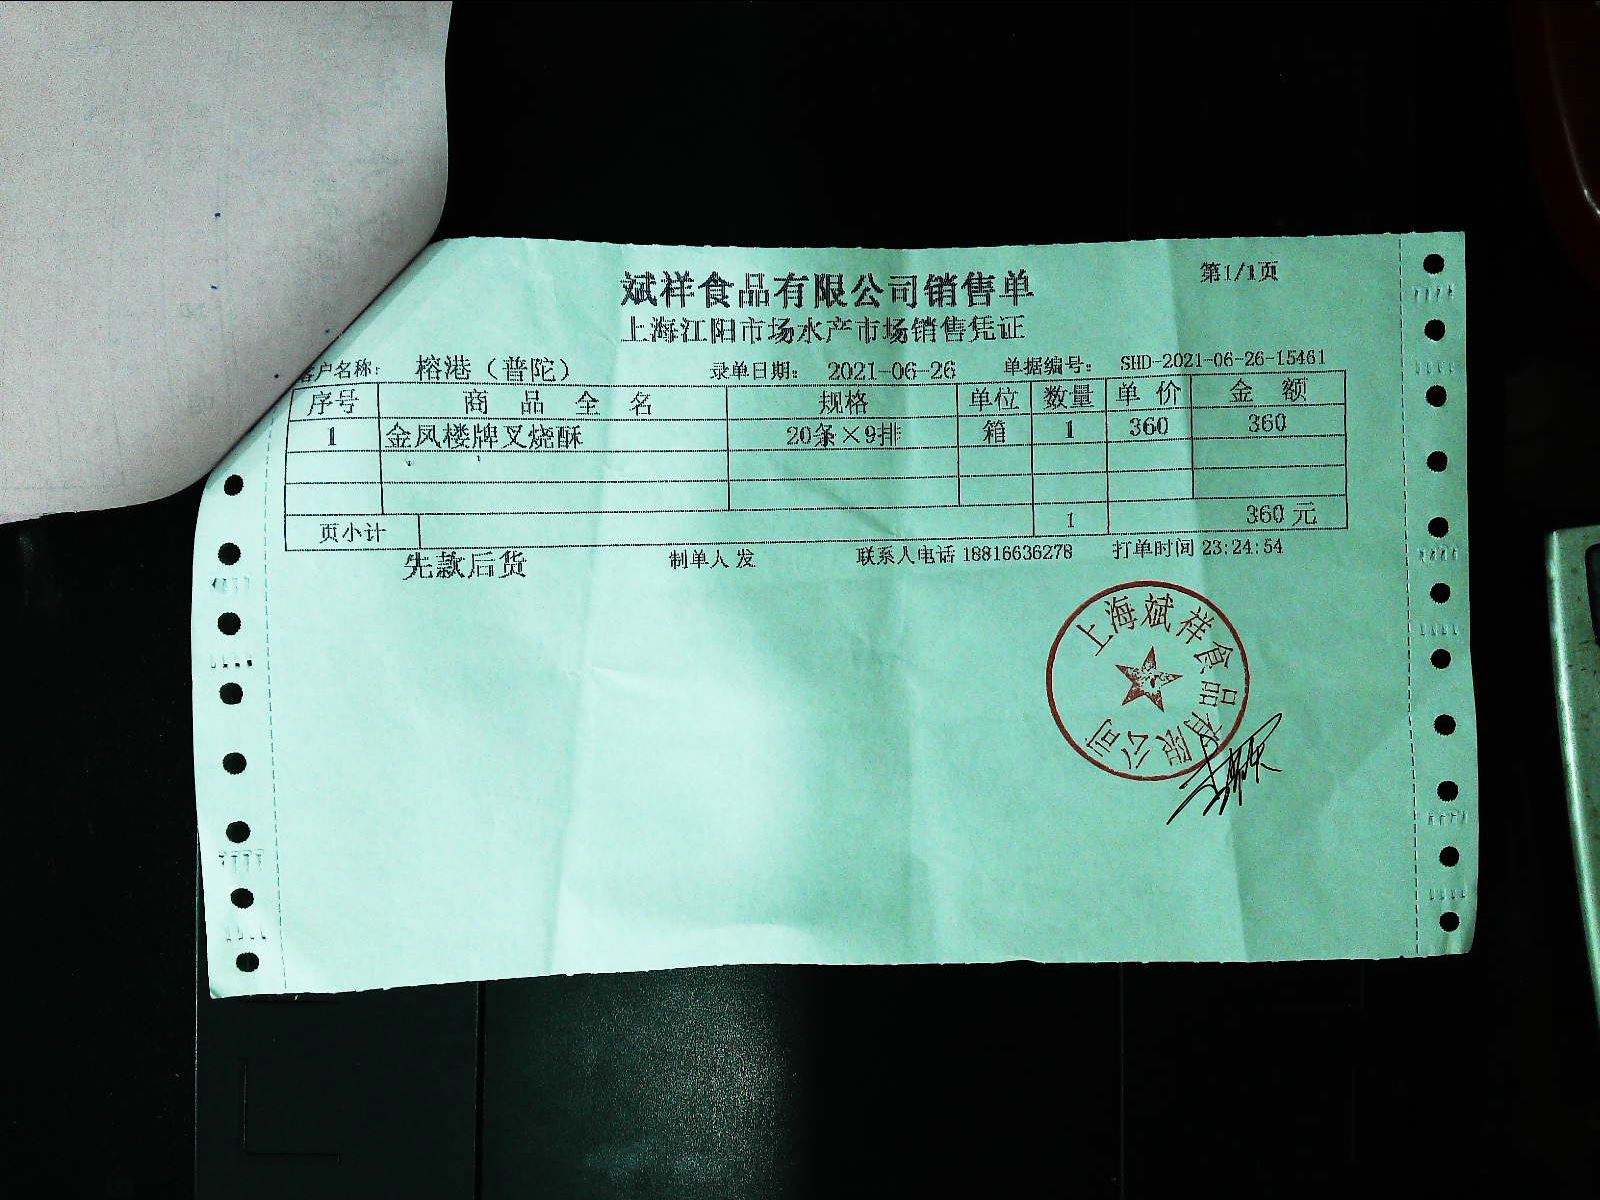 斌祥食品有限公司销售单 第1/1页
上海江阳市场水产市场销售凭证
客户名称: 榕港（普陀） 录单日期: 2021-06-26 单据编号: SHD-2021-06-26-15461
序号 商品全名 规格 单位 数量 单价 金额
1 金凤楼牌叉烧酥 20条×9排 箱 1 360 360
页小计 1 360元
先款后货 制单人 发 联系人电话 18816636278 打单时间 23:24:54
上海斌祥食品有限公司